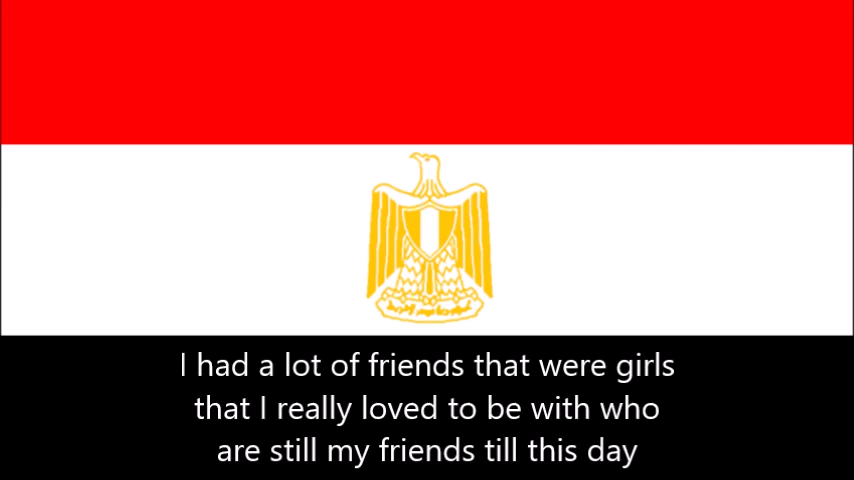 I had a lot of friends that were girls
that I really loved to be with who
are still my friends till this day